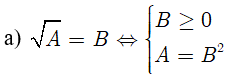 a) √A = B ⇔ { B ≥ 0
A = B²